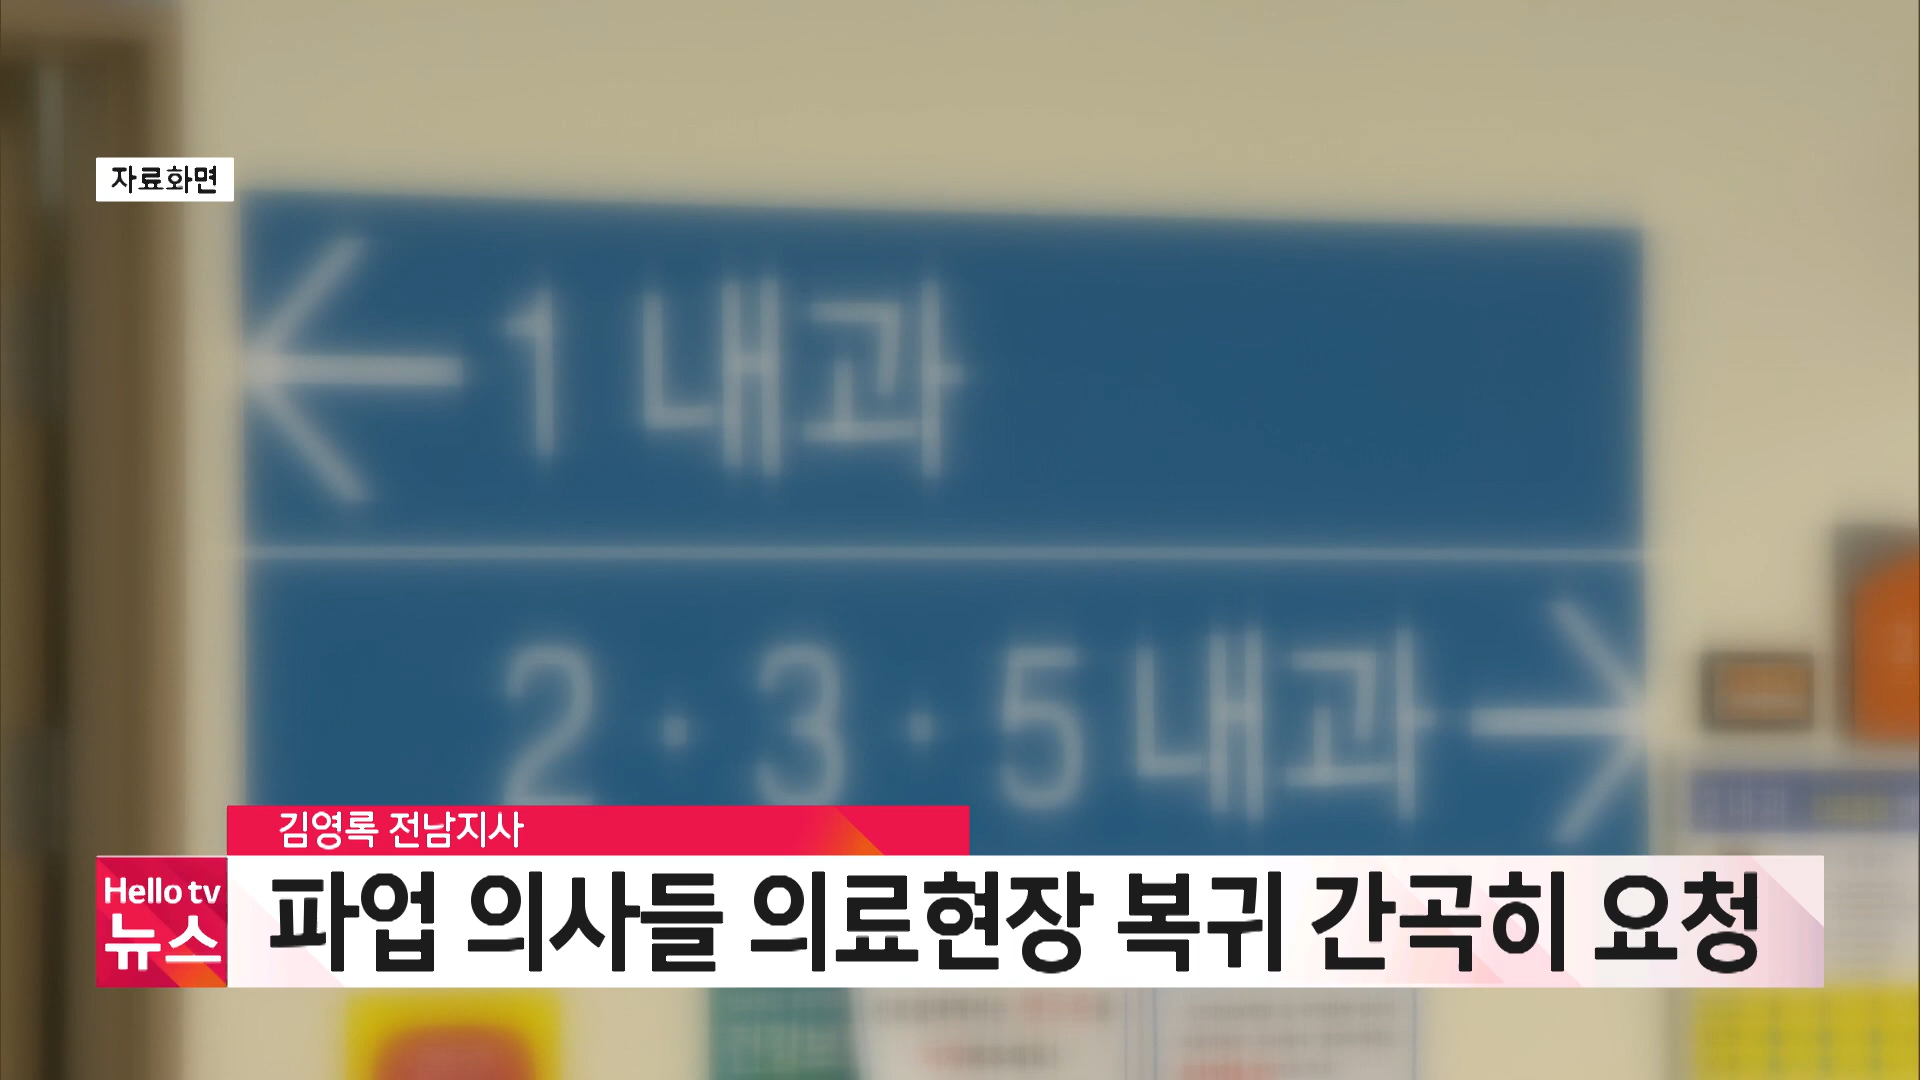 자료화면
1 내과
2·3·5 내과
김영록 전남지사
Hello tv
뉴스
파업 의사들 의료현장 복귀 간곡히 요청